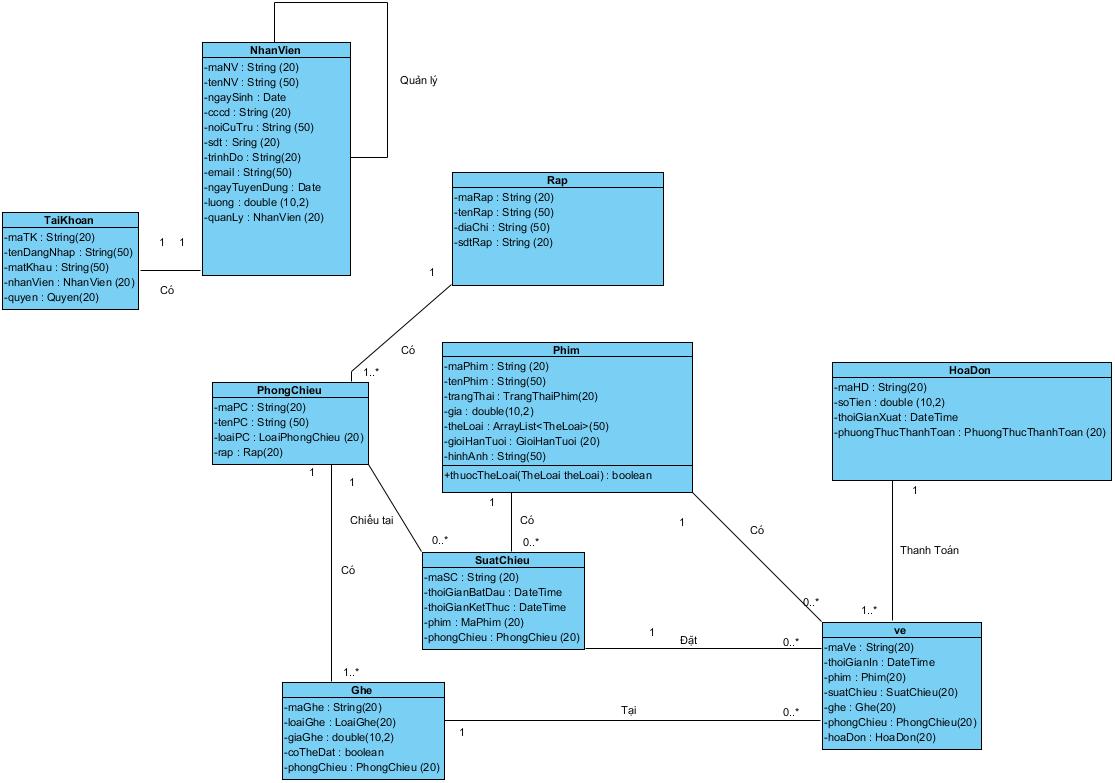 NhanVien
-maNV : String (20)
-tenNV : String (50)
-ngaySinh : Date
-cccd : String (20)
-noiCuTru : String (50)
-sdt : Sring (20)
-trinhDo : String(20)
-email : String(50)
-ngayTuyenDung : Date
-luong : double (10,2)
-quanLy : NhanVien (20)
Quản lý
TaiKhoan
-maTK : String(20)
-tenDangNhap : String(50)
-matKhau : String(50)
-nhanVien : NhanVien (20)
-quyen : Quyen(20)
1
1
Có
Rap
-maRap : String (20)
-tenRap : String (50)
-diaChi : String (50)
-sdtRap : String (20)
1
Có
1..*
PhongChieu
-maPC : String(20)
-tenPC : String (50)
-loaiPC : LoaiPhongChieu (20)
-rap : Rap(20)
1
1
Phim
-maPhim : String (20)
-tenPhim : String(50)
-trangThai : TrangThaiPhim(20)
-gia : double(10,2)
-theLoai : ArrayList<TheLoai>(50)
-gioiHanTuoi : GioiHanTuoi (20)
-hinhAnh : String(50)
+thuocTheLoai(TheLoai theLoai) : boolean
1
1
HoaDon
-maHD : String(20)
-soTien : double (10,2)
-thoiGianXuat : DateTime
-phuongThucThanhToan : PhuongThucThanhToan (20)
1
Chiếu tai
Có
Có
Thanh Toán
0..*
0..*
Có
SuatChieu
-maSC : String (20)
-thoiGianBatDau : DateTime
-thoiGianKetThuc : DateTime
-phim : MaPhim (20)
-phongChieu : PhongChieu (20)
0..*
1..*
1
Đặt
0..*
ve
-maVe : String(20)
-thoiGianIn : DateTime
-phim : Phim(20)
-suatChieu : SuatChieu(20)
-ghe : Ghe(20)
-phongChieu : PhongChieu(20)
-hoaDon : HoaDon(20)
1..*
Ghe
-maGhe : String(20)
-loaiGhe : LoaiGhe(20)
-giaGhe : double(10,2)
-coTheDat : boolean
-phongChieu : PhongChieu (20)
1
Tại
0..*